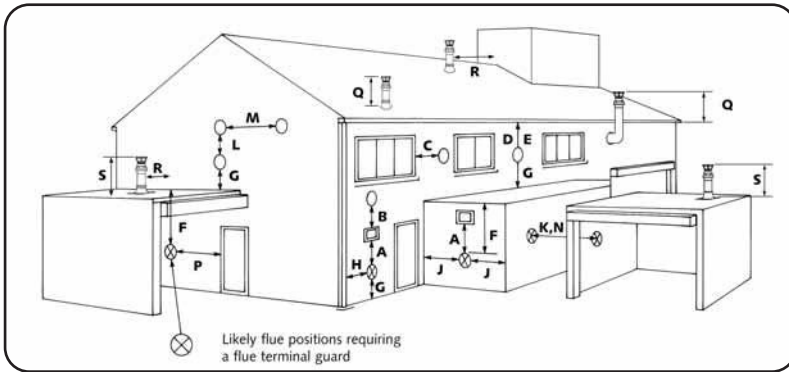 Q
R
Q
M
L
G
C
D
E
G
S
R
S
F
P
B
A
H
G
A
F
J
J
K,N
Likely flue positions requiring
a flue terminal guard